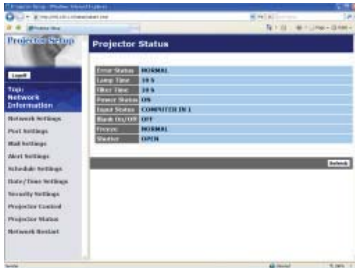 Projector Setup
Projector Status
Logoff
Top:
Network
Information
Network Settings
Port Settings
Mail Settings
Alert Settings
Schedule Settings
Date/Time Settings
Security Settings
Projector Control
Projector Status
Network Restart
Error Status NORMAL
Lamp Time
Filter Time
Power Status ON
Input Status COMPUTER IN 1
Blank On/Off OFF
Freeze NORMAL
Shutter OPEN
Refresh